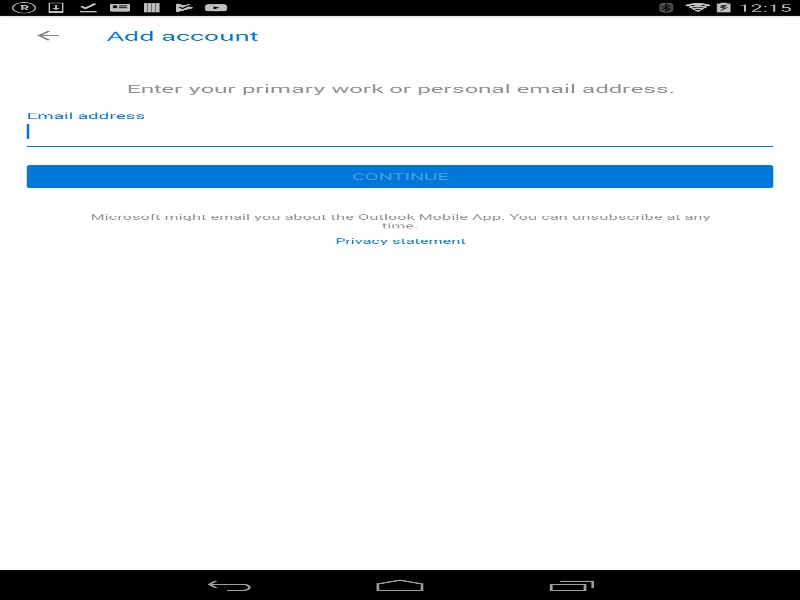 R
12:15
Add account
Enter your primary work or personal email address.
Email address
CONTINUE
Microsoft might email you about the Outlook Mobile App. You can unsubscribe at any
time.
Privacy statement